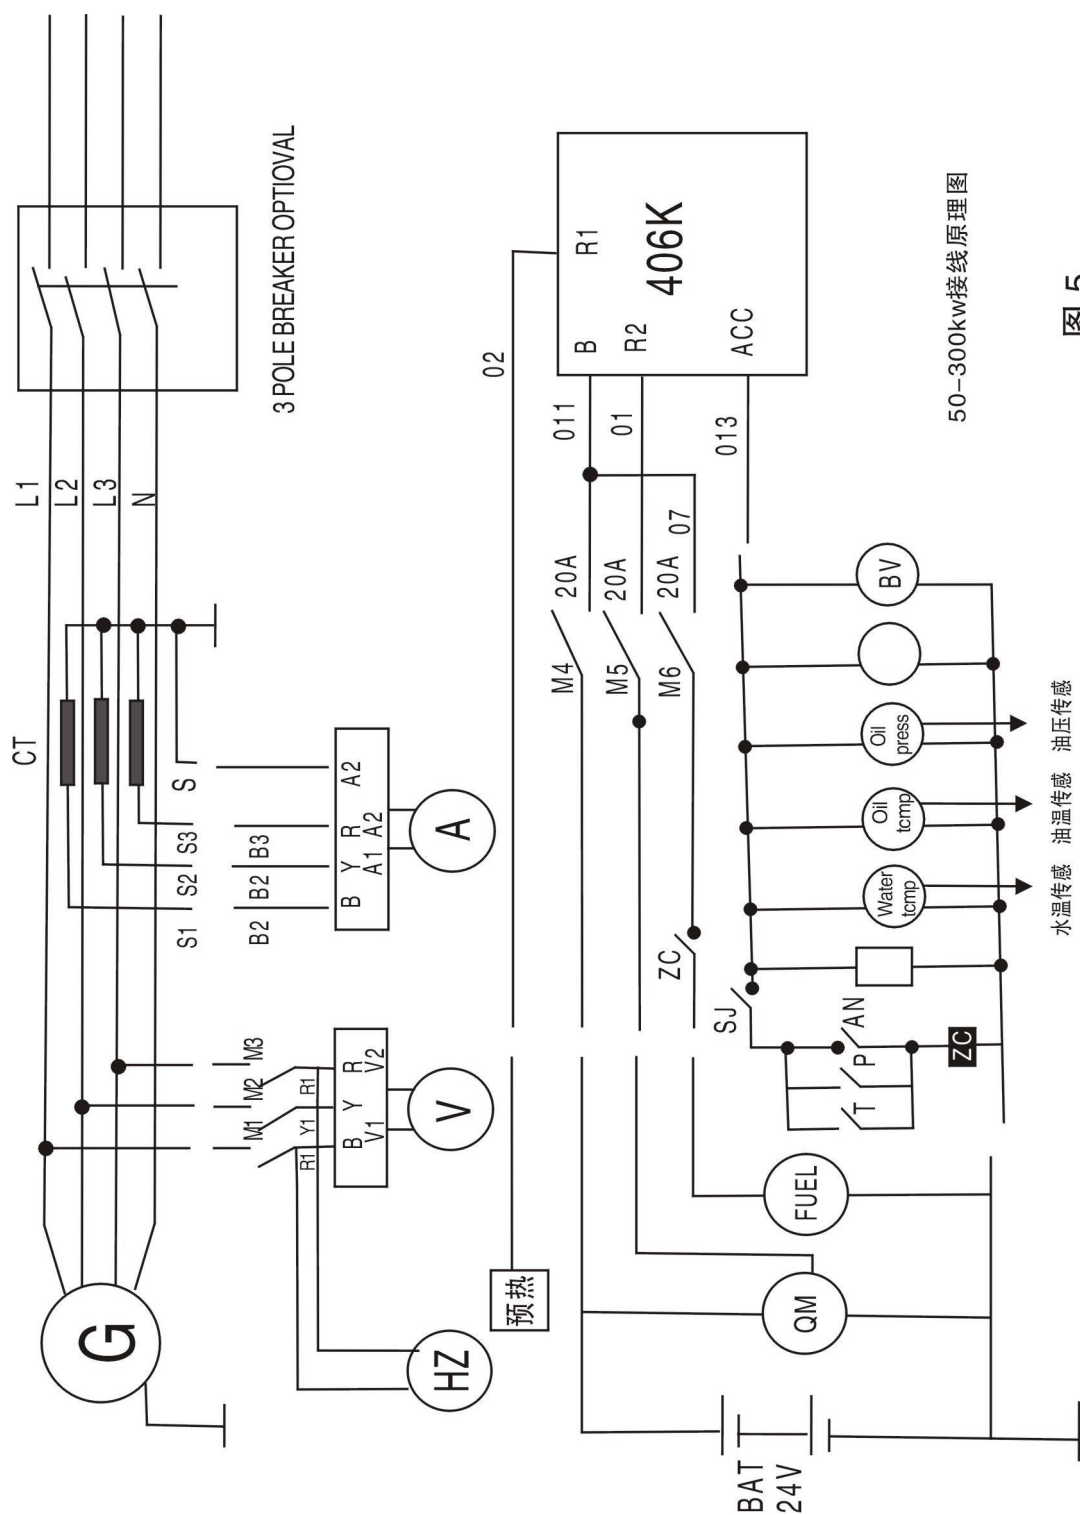 L1
L2
L3
N
3 POLE BREAKER OPTIOVAL
CT
S
S3
S2
S1
B3
B2
B2
B Y R A2
A1 A2
A
M3
M2
M1
R1
Y1
R1
B Y R
V1 V2
V
G
HZ
02
R1
406K
B
R2
ACC
011
01
013
07
20A
20A
20A
M4
M5
M6
ZC
SJ
BV
Oil
press
Oil
tcmp
Water
tcmp
油压传感
油温传感
水温传感
AN
P
T
ZC
FUEL
QM
预热
BAT
24V
50-300kw接线原理图
图 5